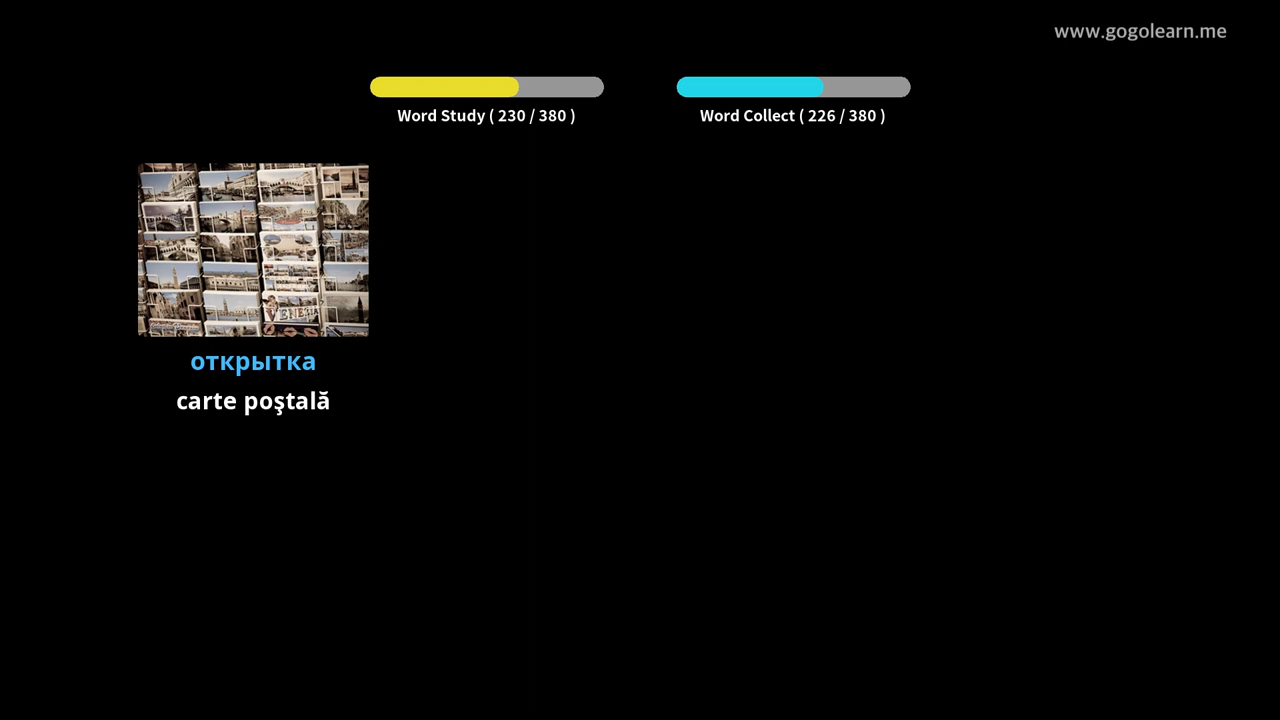 www.gogolearn.me
Word Study ( 230 / 380 )
Word Collect ( 226 / 380 )
открытка
carte poştală